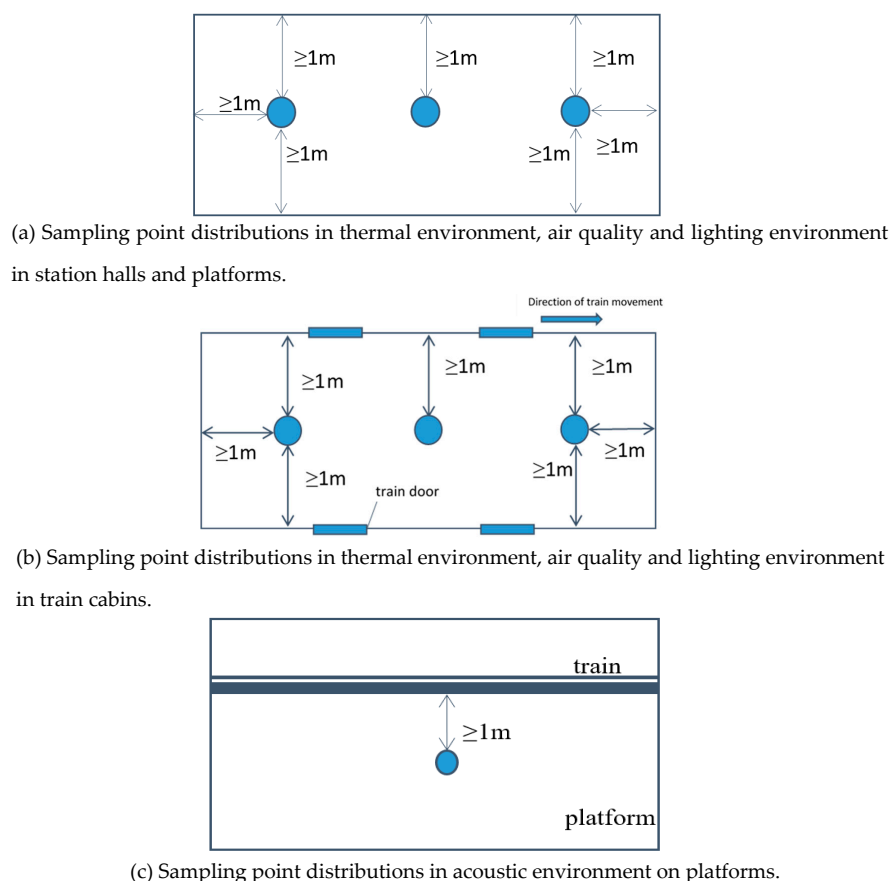 ≥1m ≥1m ≥1m
≥1m
≥1m ≥1m ≥1m
(a) Sampling point distributions in thermal environment, air quality and lighting environment
in station halls and platforms.
Direction of train movement
≥1m ≥1m ≥1m
≥1m ≥1m
≥1m ≥1m
train door
(b) Sampling point distributions in thermal environment, air quality and lighting environment
in train cabins.
train
≥1m
platform
(c) Sampling point distributions in acoustic environment on platforms.